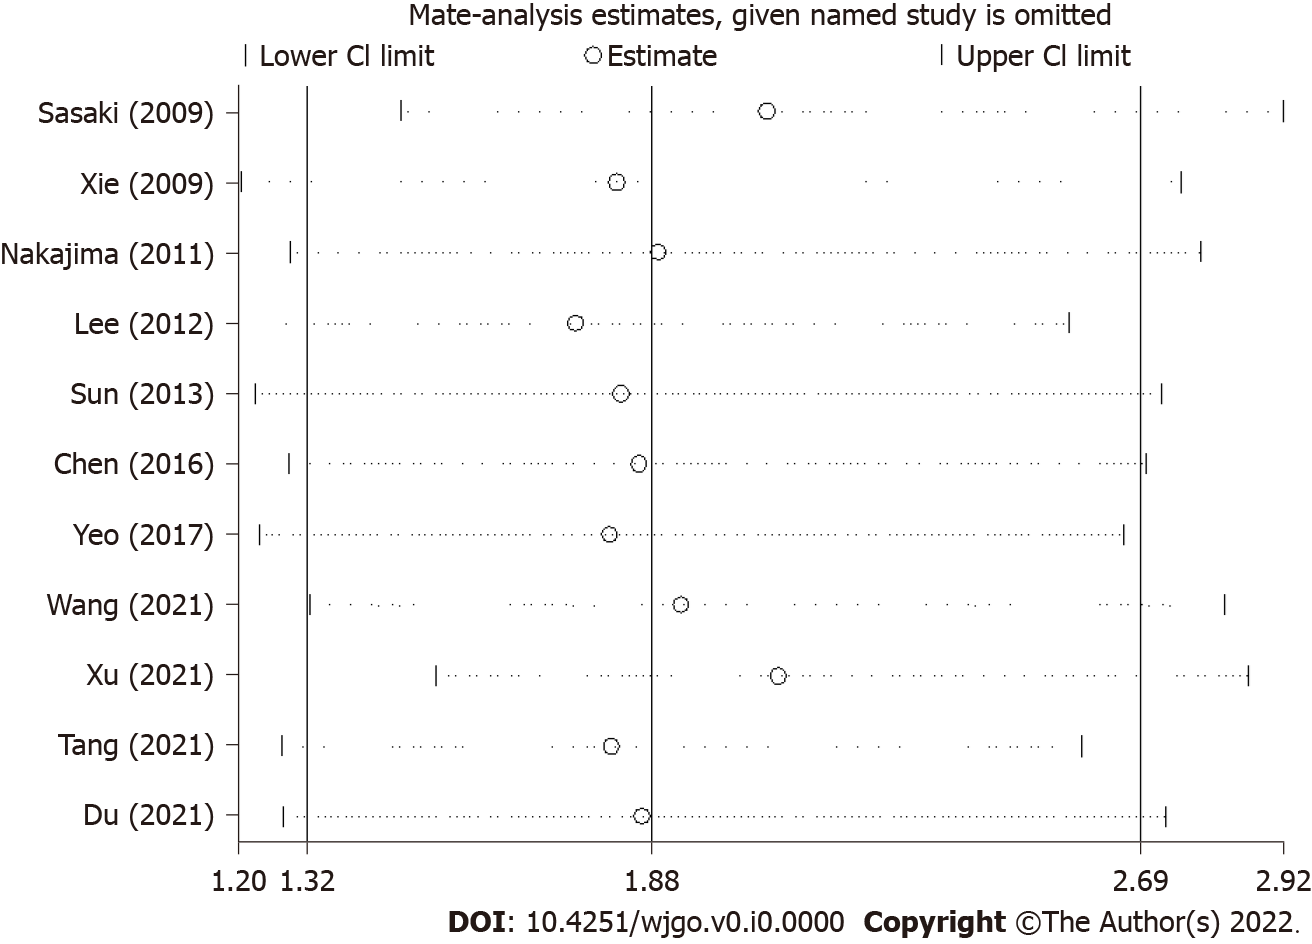 Mate-analysis estimates, given named study is omitted
| Lower Cl limit ○ Estimate | Upper Cl limit
Sasaki (2009)
Xie (2009)
Nakajima (2011)
Lee (2012)
Sun (2013)
Chen (2016)
Yeo (2017)
Wang (2021)
Xu (2021)
Tang (2021)
Du (2021)
1.20 1.32 1.88 2.69 2.92
DOI: 10.4251/wjgo.v0.i0.0000 Copyright ©The Author(s) 2022.